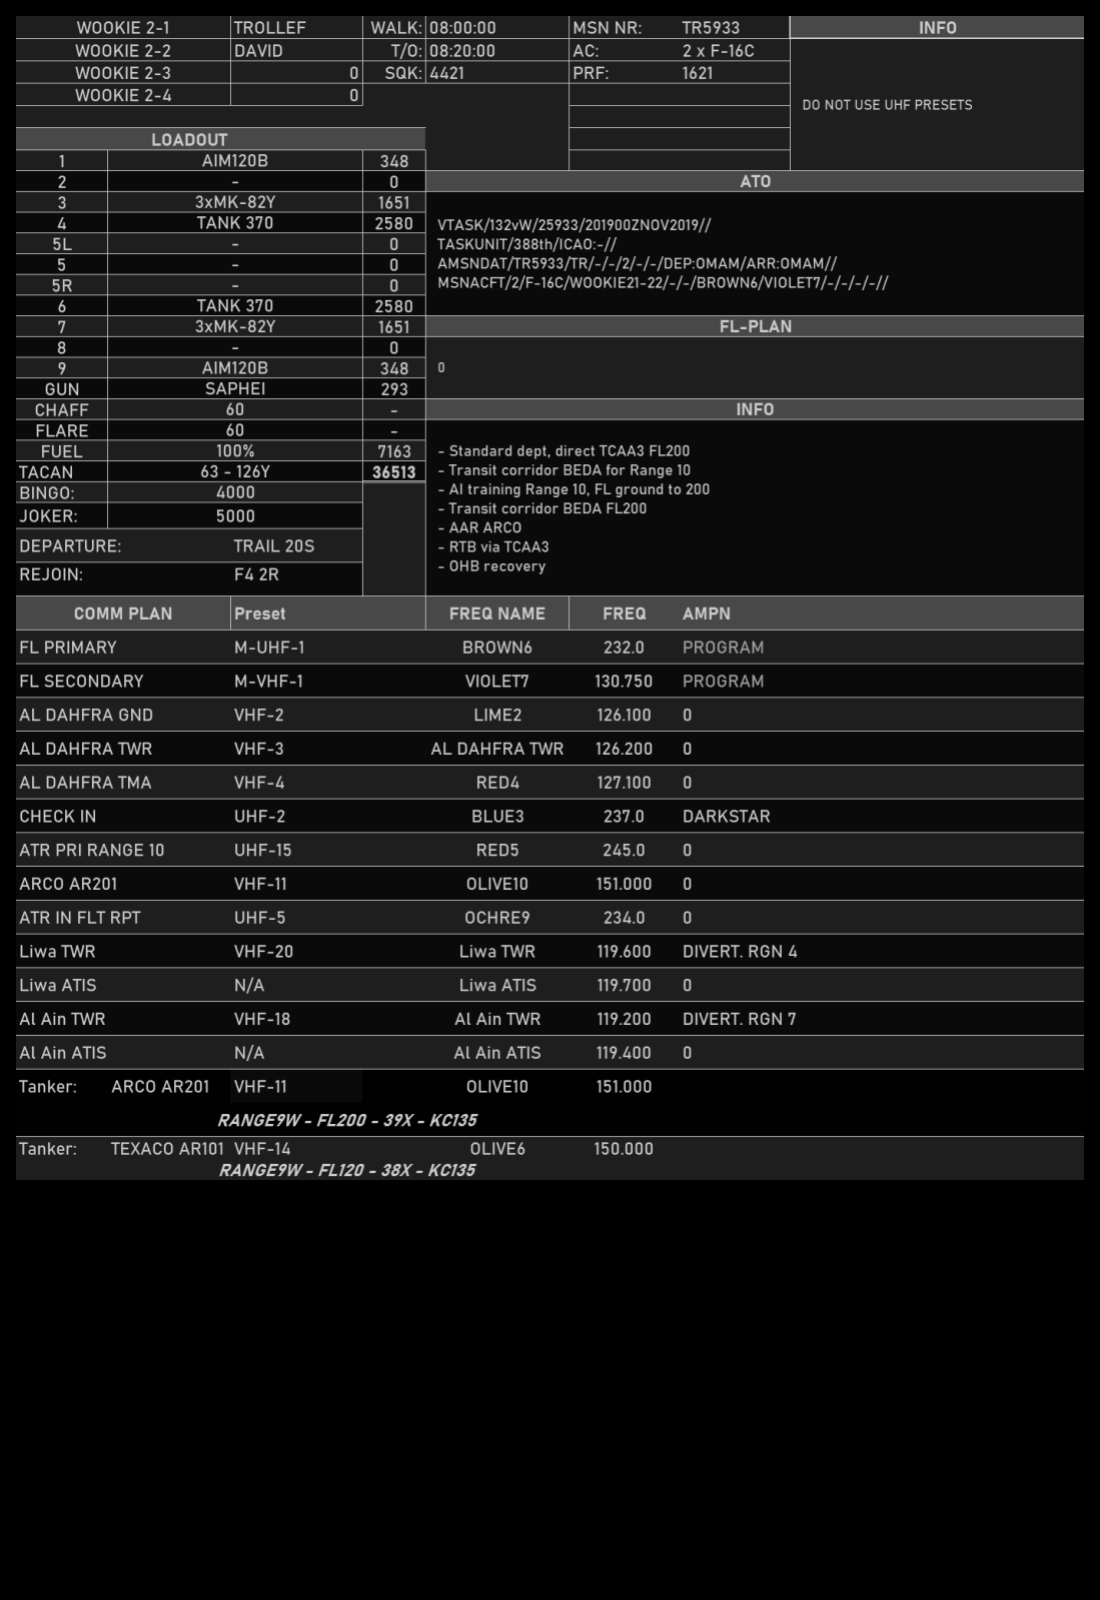 WOOKIE 2-1 TROLLEF WALK: 08:00:00 MSN NR: TR5933 INFO
WOOKIE 2-2 DAVID T/O: 08:20:00 AC: 2 x F-16C
WOOKIE 2-3 0 SQK: 4421 PRF: 1621
WOOKIE 2-4 0
DO NOT USE UHF PRESETS
LOADOUT
1 AIM120B 348
2 - 0
3 3xMK-82Y 1651
4 TANK 370 2580
5L - 0
5 - 0
5R - 0
6 TANK 370 2580
7 3xMK-82Y 1651
8 - 0
9 AIM120B 348
GUN SAPHEI 293
CHAFF 60 -
FLARE 60 -
FUEL 100% 7163
TACAN 63 - 126Y 36513
BINGO: 4000
JOKER: 5000
DEPARTURE: TRAIL 20S
REJOIN: F4 2R
ATO
VTASK/132vW/25933/201900ZNOV2019//
TASKUNIT/388th/ICAO:-//
AMSNDAT/TR5933/TR/-/-/2/-/-/DEP:OMAM/ARR:OMAM//
MSNACFT/2/F-16C/WOOKIE21-22/-/-/BROWN6/VIOLET7/-/-/-/-//
FL-PLAN
0
INFO
- Standard dept, direct TCAA3 FL200
- Transit corridor BEDA for Range 10
- AI training Range 10, FL ground to 200
- Transit corridor BEDA FL200
- AAR ARCO
- RTB via TCAA3
- OHB recovery
COMM PLAN Preset FREQ NAME FREQ AMPN
FL PRIMARY M-UHF-1 BROWN6 232.0 PROGRAM
FL SECONDARY M-VHF-1 VIOLET7 130.750 PROGRAM
AL DAHFRA GND VHF-2 LIME2 126.100 0
AL DAHFRA TWR VHF-3 AL DAHFRA TWR 126.200 0
AL DAHFRA TMA VHF-4 RED4 127.100 0
CHECK IN UHF-2 BLUE3 237.0 DARKSTAR
ATR PRI RANGE 10 UHF-15 RED5 245.0 0
ARCO AR201 VHF-11 OLIVE10 151.000 0
ATR IN FLT RPT UHF-5 OCHRE9 234.0 0
Liwa TWR VHF-20 Liwa TWR 119.600 DIVERT. RGN 4
Liwa ATIS N/A Liwa ATIS 119.700 0
Al Ain TWR VHF-18 Al Ain TWR 119.200 DIVERT. RGN 7
Al Ain ATIS N/A Al Ain ATIS 119.400 0
Tanker: ARCO AR201 VHF-11 OLIVE10 151.000
RANGE9W - FL200 - 39X - KC135
Tanker: TEXACO AR101 VHF-14 OLIVE6 150.000
RANGE9W - FL120 - 38X - KC135